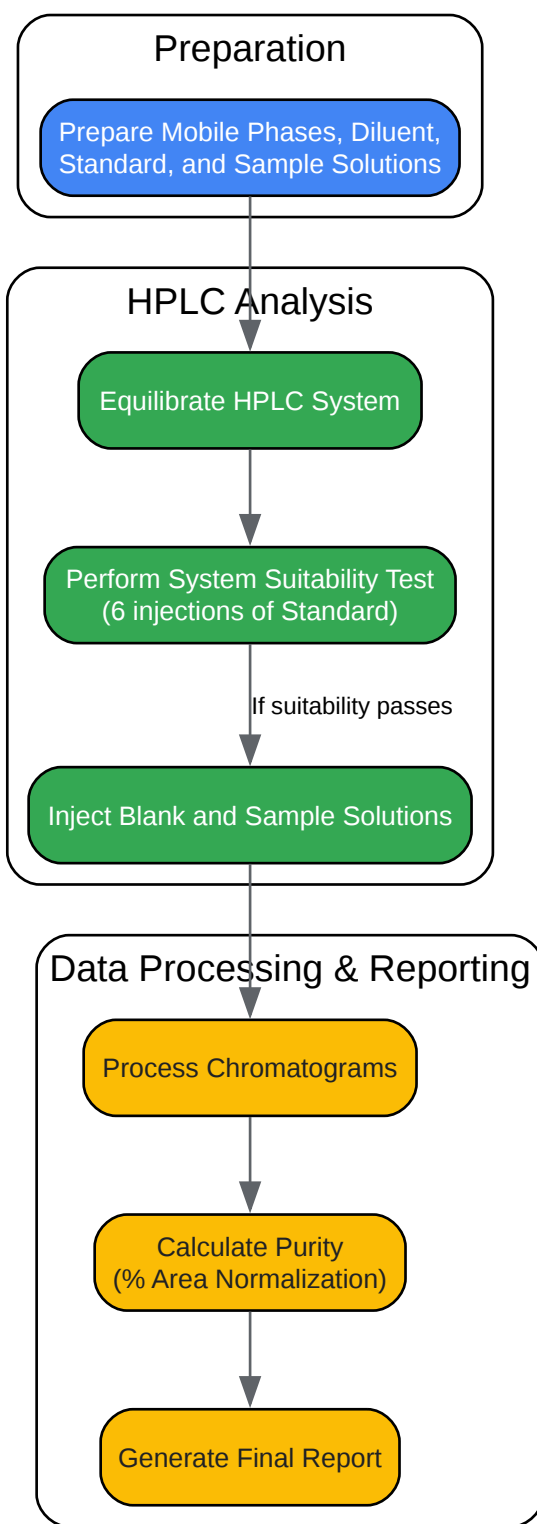 Preparation
Prepare Mobile Phases, Diluent,
Standard, and Sample Solutions
HPLC Analysis
Equilibrate HPLC System
Perform System Suitability Test
(6 injections of Standard)
If suitability passes
Inject Blank and Sample Solutions
Data Processing & Reporting
Process Chromatograms
Calculate Purity
(% Area Normalization)
Generate Final Report